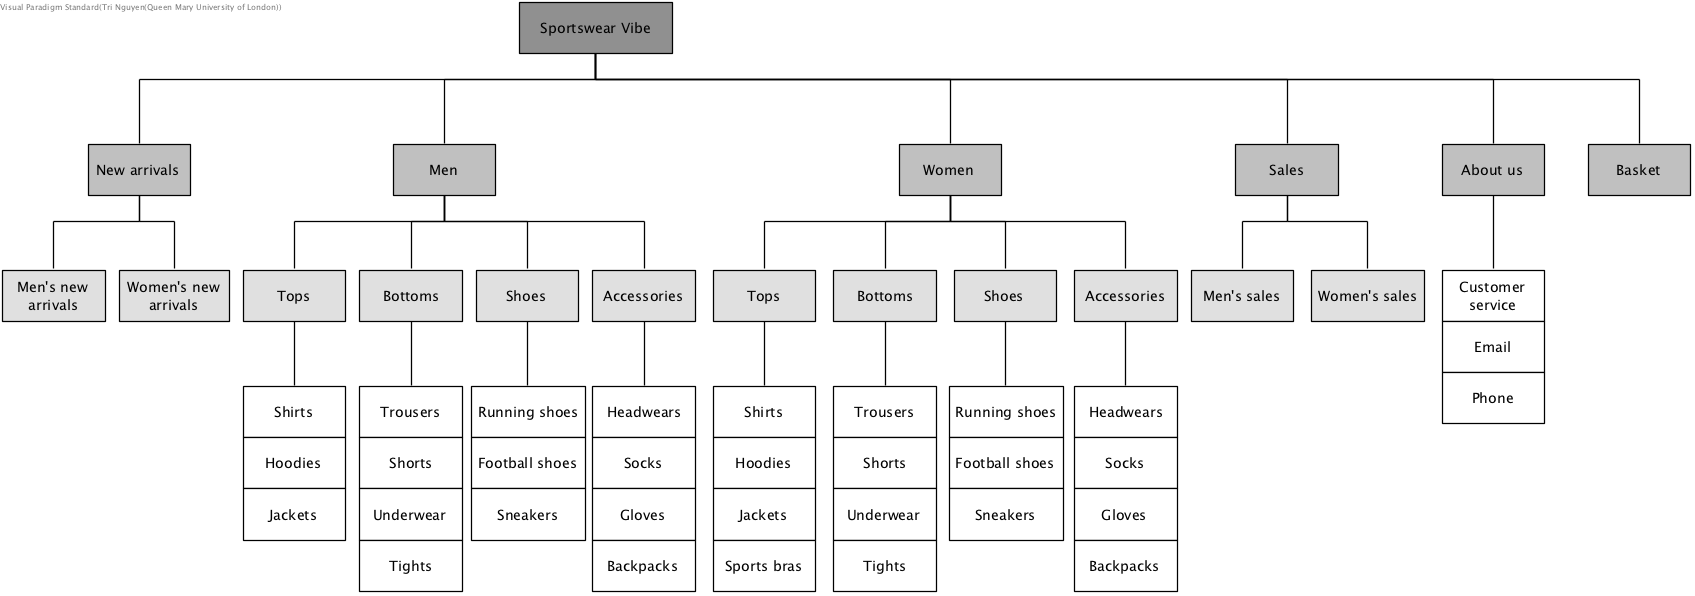 Visual Paradigm Standard(Tri Nguyen(Queen Mary University of London))
Sportswear Vibe
New arrivals
Men
Women
Sales
About us
Basket
Men's new
arrivals
Women's new
arrivals
Tops
Bottoms
Shoes
Accessories
Tops
Bottoms
Shoes
Accessories
Men's sales
Women's sales
Customer
service
Email
Phone
Shirts
Hoodies
Jackets
Trousers
Shorts
Underwear
Tights
Running shoes
Football shoes
Sneakers
Headwears
Socks
Gloves
Backpacks
Shirts
Hoodies
Jackets
Sports bras
Trousers
Shorts
Underwear
Tights
Running shoes
Football shoes
Sneakers
Headwears
Socks
Gloves
Backpacks